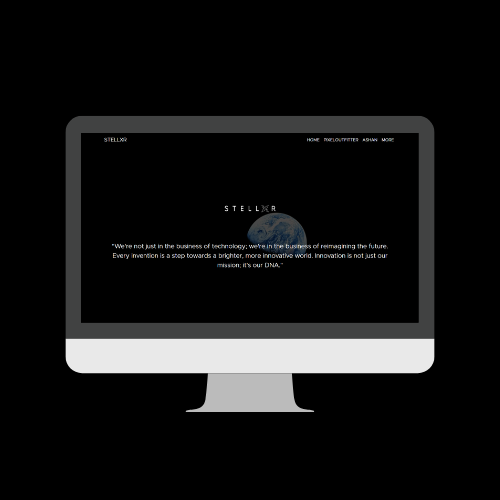 STELLXR
HOME PIXELOUTFITTER ASHAN MORE
STELLXR
"We're not just in the business of technology; we're in the business of reimagining the future.
Every invention is a step towards a brighter, more innovative world. Innovation is not just our
mission; it's our DNA."